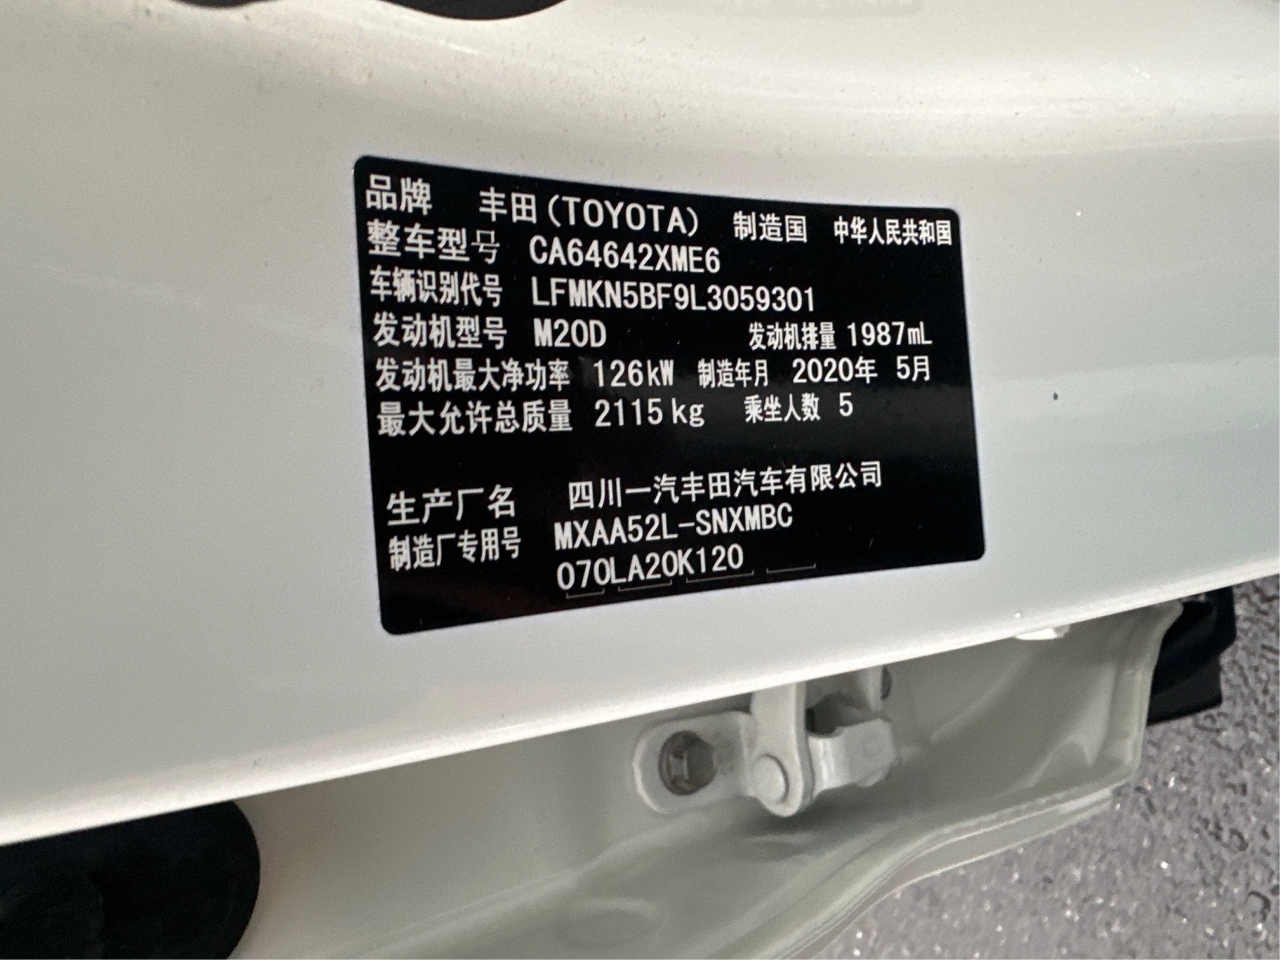 品牌 丰田(TOYOTA) 制造国 中华人民共和国
整车型号 CA64642XME6
车辆识别代号 LFMKN5BF9L3059301
发动机型号 M20D 发动机排量 1987mL
发动机最大净功率 126kW 制造年月 2020年 5月
最大允许总质量 2115kg 乘坐人数 5
生产厂名 四川一汽丰田汽车有限公司
制造厂专用号 MXAA52L-SNXMBC
070LA20K120